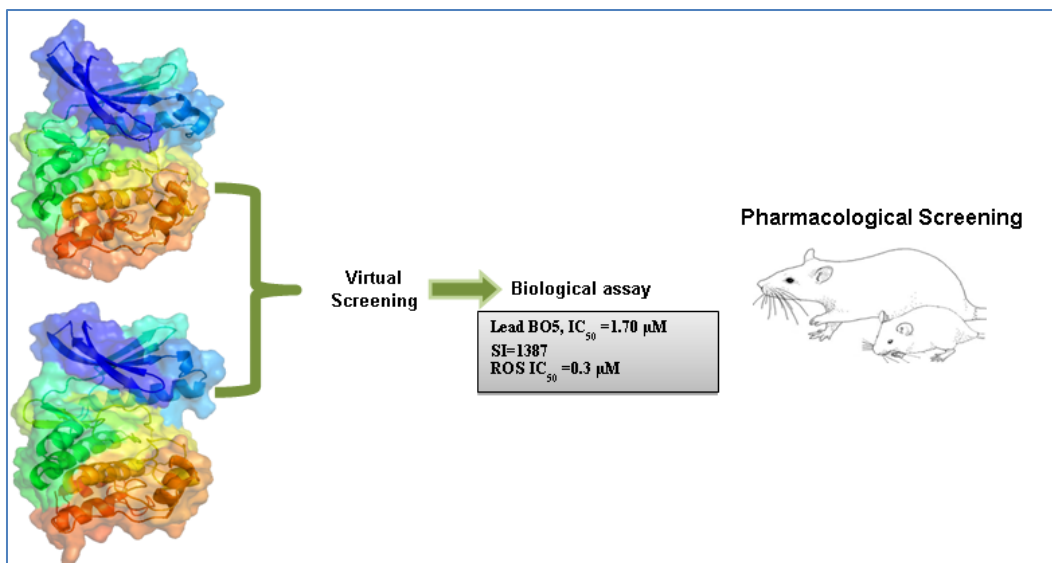 Pharmacological Screening
Virtual
Screening
Biological assay
Lead BO5, IC50 =1.70 µM
SI=1387
ROS IC50 =0.3 µM